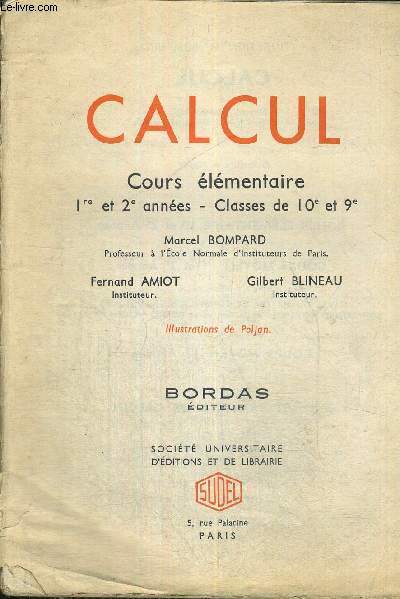 Le-livre.com
CALCUL
Cours élémentaire
1re et 2e années - Classes de 10e et 9e
Marcel BOMPARD
Professeur à l'École Normale d'Instituteurs de Paris.
Fernand AMIOT Gilbert BLINEAU
Instituteur. Instituteur.
Illustrations de Poljan.
BORDAS
ÉDITEUR
SOCIÉTÉ UNIVERSITAIRE
D'ÉDITIONS ET DE LIBRAIRIE
SUDEL
5, rue Palatine
PARIS